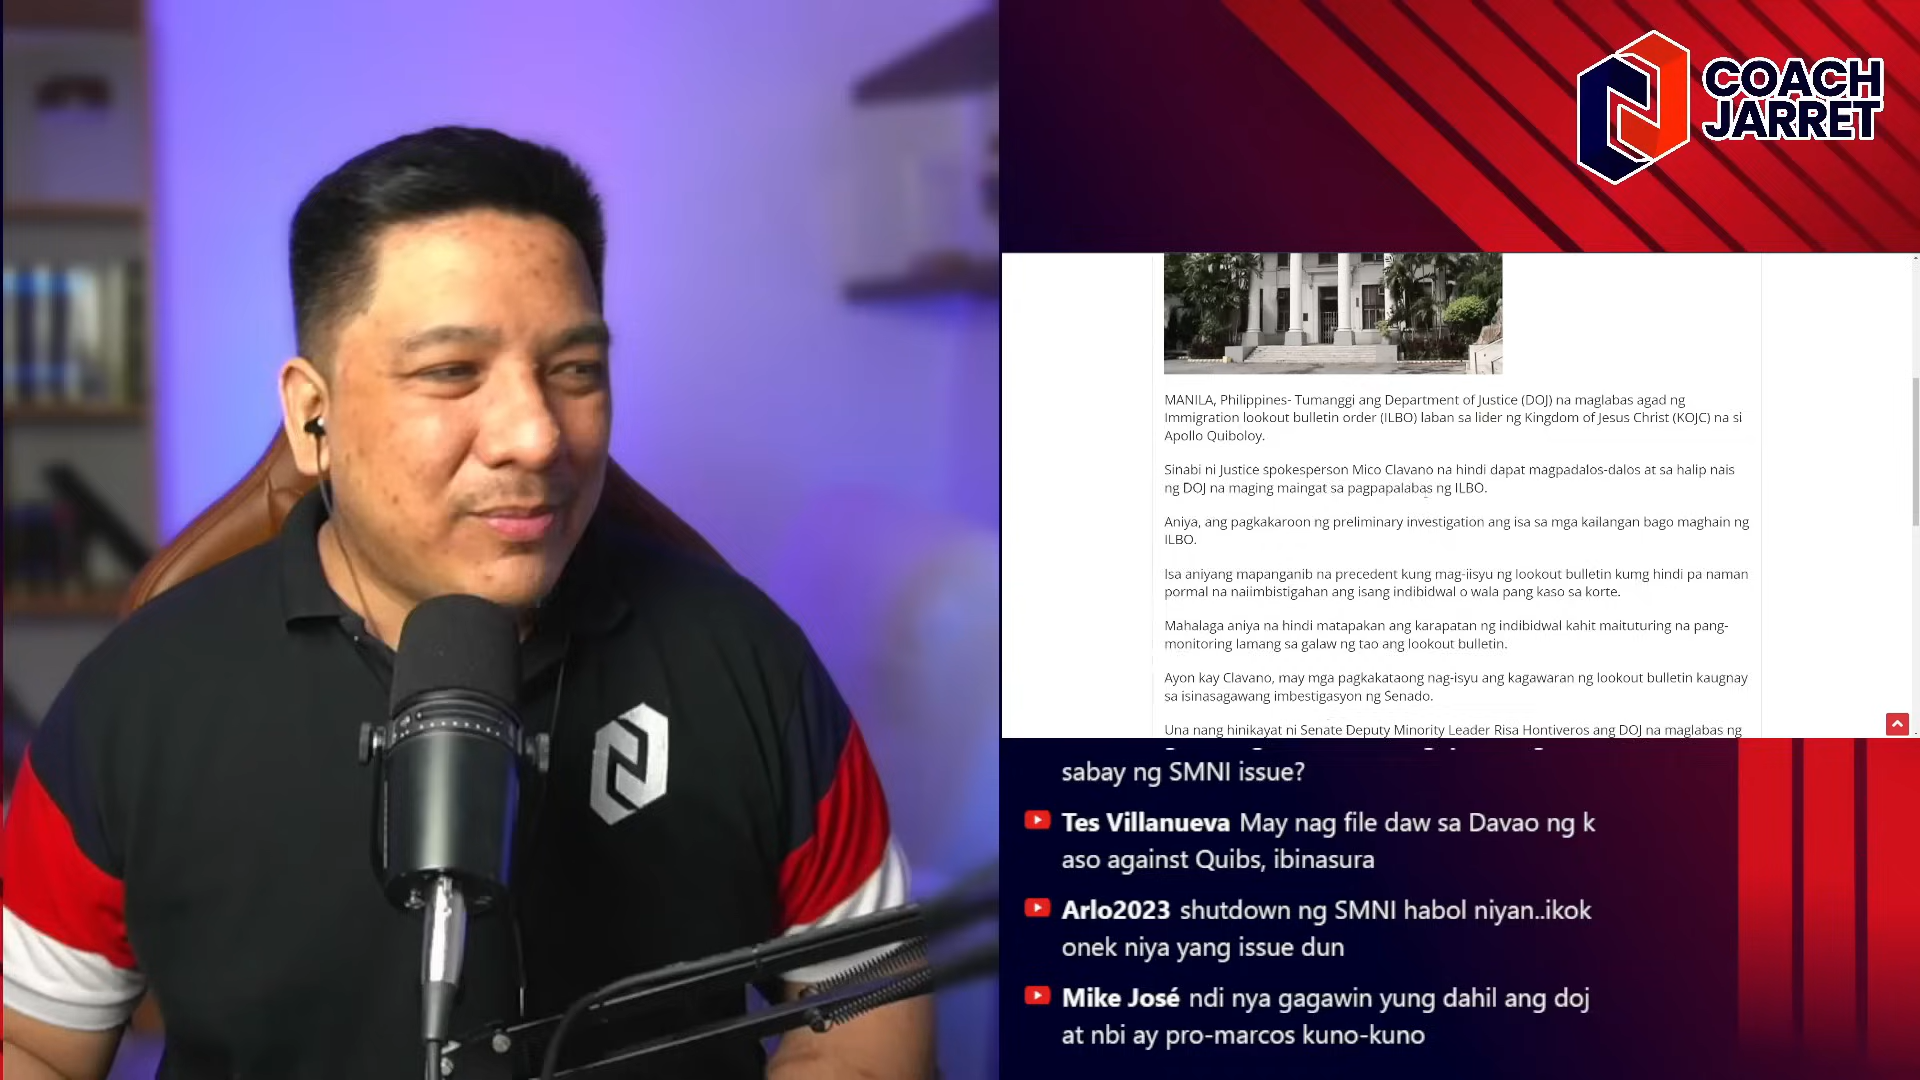 COACH
JARRET
MANILA, Philippines- Tumanggi ang Department of Justice (DOJ) na maglabas agad ng
Immigration lookout bulletin order (ILBO) laban sa lider ng Kingdom of Jesus Christ (KOJC) na si
Apollo Quiboloy.
Sinabi ni Justice spokesperson Mico Clavano na hindi dapat magpadalos-dalos at sa halip nais
ng DOJ na maging maingat sa pagpapalabas ng ILBO.
Aniya, ang pagkakaroon ng preliminary investigation ang isa sa mga kailangan bago maghain ng
ILBO.
Isa aniyang mapanganib na precedent kung mag-iisyu ng lookout bulletin kumg hindi pa naman
pormal na naiimbistigahan ang isang indibidwal o wala pang kaso sa korte.
Mahalaga aniya na hindi matapakan ang karapatan ng indibidwal kahit maituturing na pang-
monitoring lamang sa galaw ng tao ang lookout bulletin.
Ayon kay Clavano, may mga pagkakataong nag-isyu ang kagawaran ng lookout bulletin kaugnay
sa isinasagawang imbestigasyon ng Senado.
Una nang hinikayat ni Senate Deputy Minority Leader Risa Hontiveros ang DOJ na maglabas ng
sabay ng SMNI issue?
Tes Villanueva May nag file daw sa Davao ng k
aso against Quibs, ibinasura
Arlo2023 shutdown ng SMNI habol niyan..ikok
onek niya yang issue dun
Mike José ndi nya gagawin yung dahil ang doj
at nbi ay pro-marcos kuno-kuno